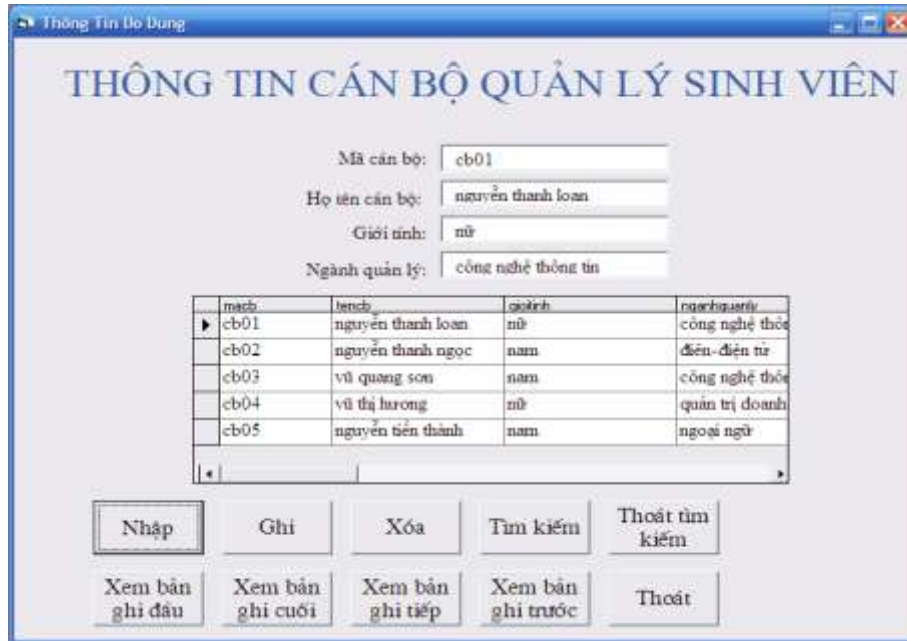 Thông Tin Do Dung
THÔNG TIN CÁN BỘ QUẢN LÝ SINH VIÊN
Mã cán bộ: cb01
Họ tên cán bộ: nguyễn thanh loan
Giới tính: nữ
Ngành quản lý: công nghệ thông tin
macb tencb gioitinh nganhquanly
cb01 nguyễn thanh loan nữ công nghệ thôn
cb02 nguyễn thanh ngọc nam điên-điện tử
cb03 vũ quang sơn nam công nghệ thôn
cb04 vũ thị hương nữ quản trị doanh
cb05 nguyễn tiến thành nam ngoại ngữ
Nhập Ghi Xóa Tìm kiếm Thoát tìm
kiếm
Xem bản Xem bản Xem bản Xem bản Thoát
ghi đầu ghi cuối ghi tiếp ghi trước